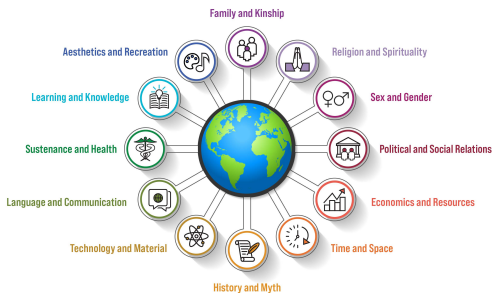 Family and Kinship
Aesthetics and Recreation
Religion and Spirituality
Learning and Knowledge
Sex and Gender
Sustenance and Health
Political and Social Relations
Language and Communication
Economics and Resources
Technology and Material
Time and Space
History and Myth